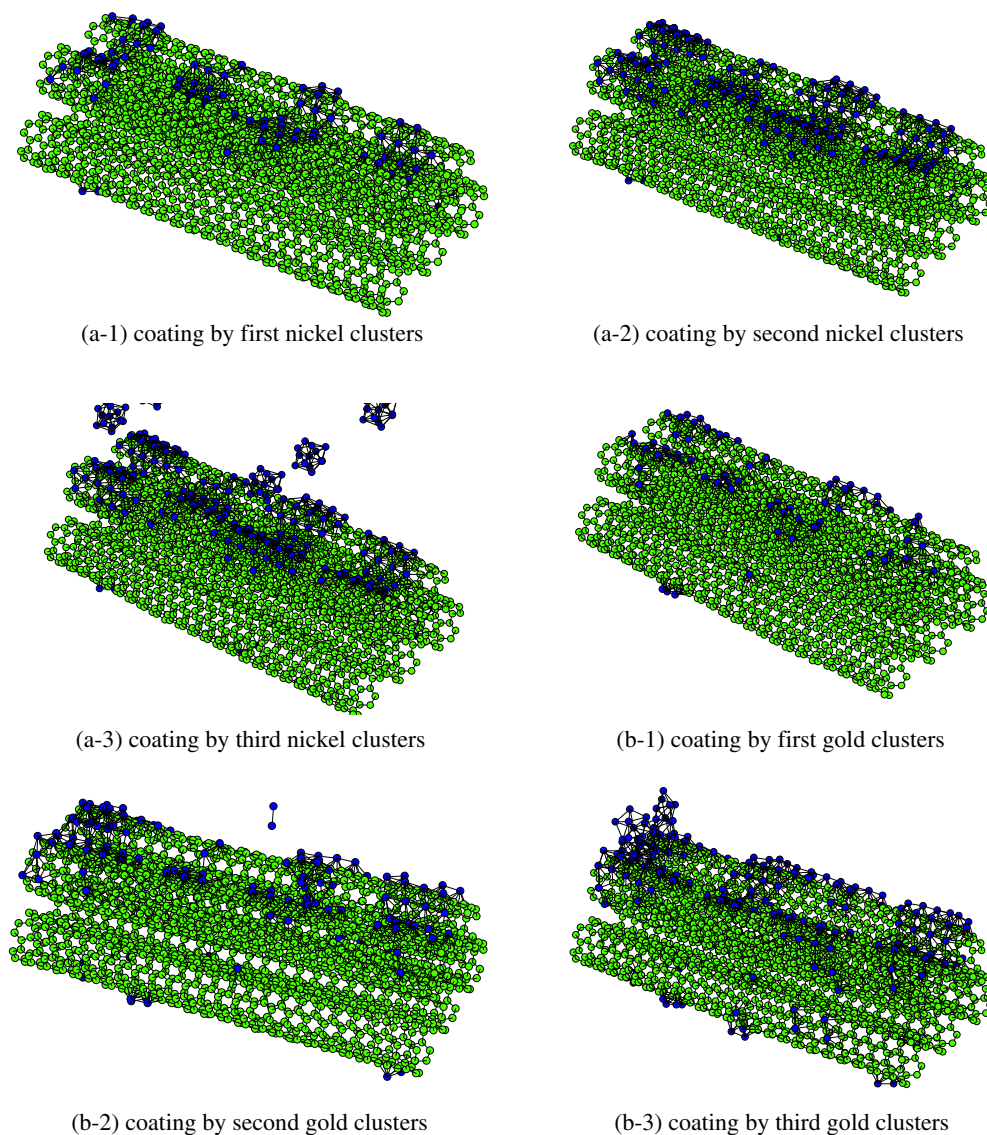 (a-1) coating by first nickel clusters
(a-2) coating by second nickel clusters
(a-3) coating by third nickel clusters
(b-1) coating by first gold clusters
(b-2) coating by second gold clusters
(b-3) coating by third gold clusters